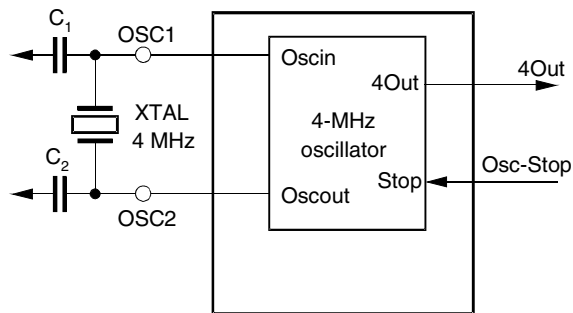 C1
OSC1
Oscin
4Out
4Out
XTAL
4 MHz
4-MHz
oscillator
C2
Osc-Stop
Stop
Oscout
OSC2